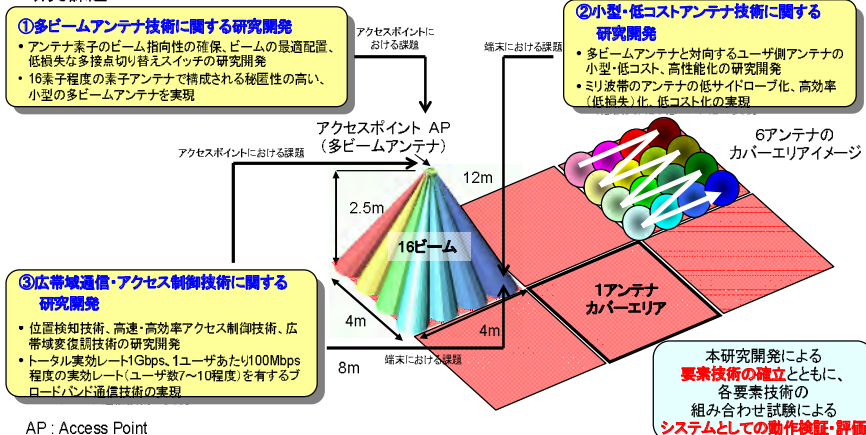 ①多ビームアンテナ技術に関する研究開発
• アンテナ素子のビーム指向性の確保、ビームの最適配置、
低損失な多接点切り替えスイッチの研究開発
• 16素子程度の素子アンテナで構成される秘匿性の高い、
小型の多ビームアンテナを実現
アクセスポイントに
おける課題
端末における課題
②小型・低コストアンテナ技術に関する
研究開発
• 多ビームアンテナと対向するユーザ側アンテナの
小型・低コスト、高性能化の研究開発
• ミリ波帯のアンテナの低サイドローブ化、高効率
（低損失）化、低コスト化の実現
アクセスポイント AP
（多ビームアンテナ）
アクセスポイントにおける課題
6アンテナの
カバーエリアイメージ
12m
2.5m
16ビーム
1アンテナ
カバーエリア
4m
4m
8m
端末における課題
③広帯域通信・アクセス制御技術に関する
研究開発
• 位置検知技術、高速・高効率アクセス制御技術、広
帯域変復調技術の研究開発
• トータル実効レート1Gbps、1ユーザあたり100Mbps
程度の実効レート（ユーザ数7～10程度）を有するブ
ロードバンド通信技術の実現
本研究開発による
要素技術の確立とともに、
各要素技術の
組み合わせ試験による
システムとしての動作検証・評価
AP : Access Point